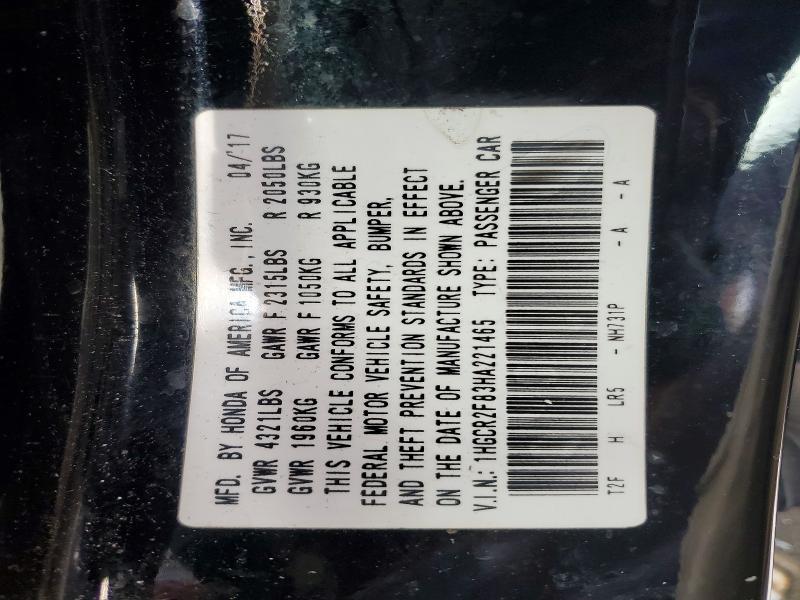 MFD. BY HONDA OF AMERICA MFG., INC. 04/'17
GVWR 4321LBS GAWR F 2315LBS R 2050LBS
GVWR 1960KG GAWR F 1050KG R 930KG
THIS VEHICLE CONFORMS TO ALL APPLICABLE
FEDERAL MOTOR VEHICLE SAFETY, BUMPER,
AND THEFT PREVENTION STANDARDS IN EFFECT
ON THE DATE OF MANUFACTURE SHOWN ABOVE.
V.I.N.: 1HGCR2F83HA221465 TYPE: PASSENGER CAR
T2F H LR5 - NH731P - A - A